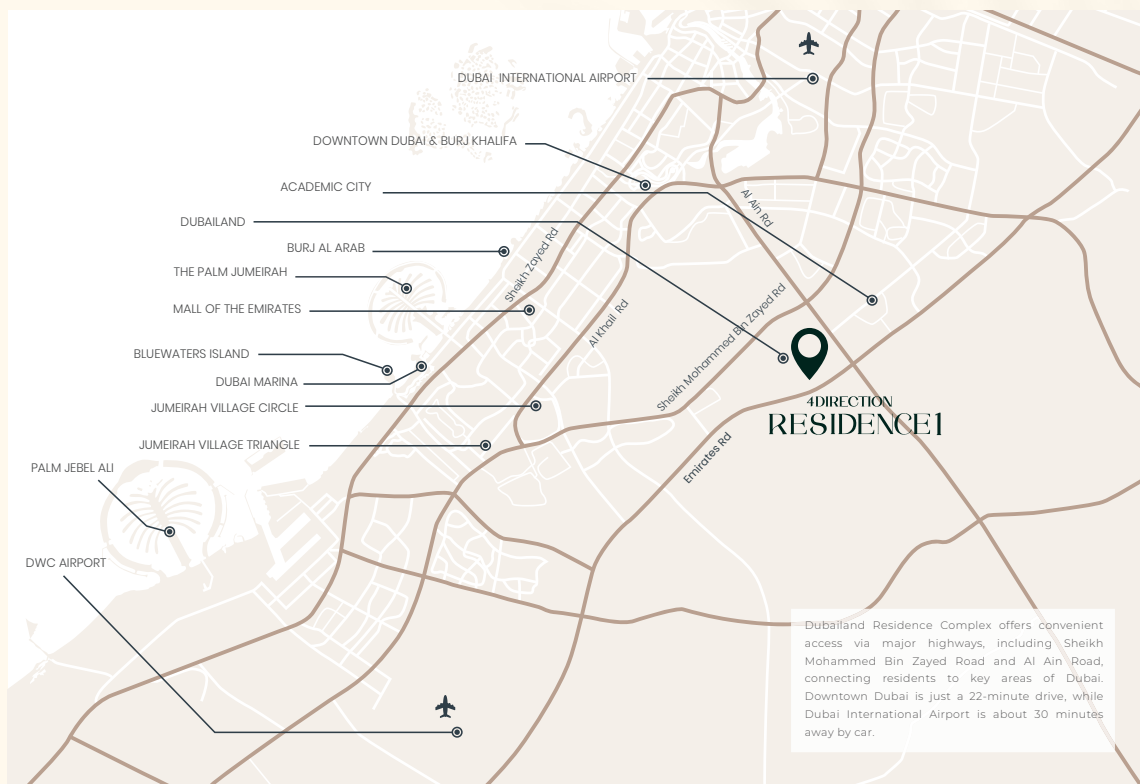 DUBAI INTERNATIONAL AIRPORT
DOWNTOWN DUBAI & BURJ KHALIFA
ACADEMIC CITY
DUBAILAND
BURJ AL ARAB
THE PALM JUMEIRAH
MALL OF THE EMIRATES
BLUEWATERS ISLAND
DUBAI MARINA
JUMEIRAH VILLAGE CIRCLE
JUMEIRAH VILLAGE TRIANGLE
PALM JEBEL ALI
DWC AIRPORT
Sheikh Zayed Rd
Al Khail Rd
Al Ain Rd
Sheikh Mohammed Bin Zayed Rd
Emirates Rd
4DIRECTION
RESIDENCE1
Dubailand Residence Complex offers convenient
access via major highways, including Sheikh
Mohammed Bin Zayed Road and Al Ain Road,
connecting residents to key areas of Dubai.
Downtown Dubai is just a 22-minute drive, while
Dubai International Airport is about 30 minutes
away by car.